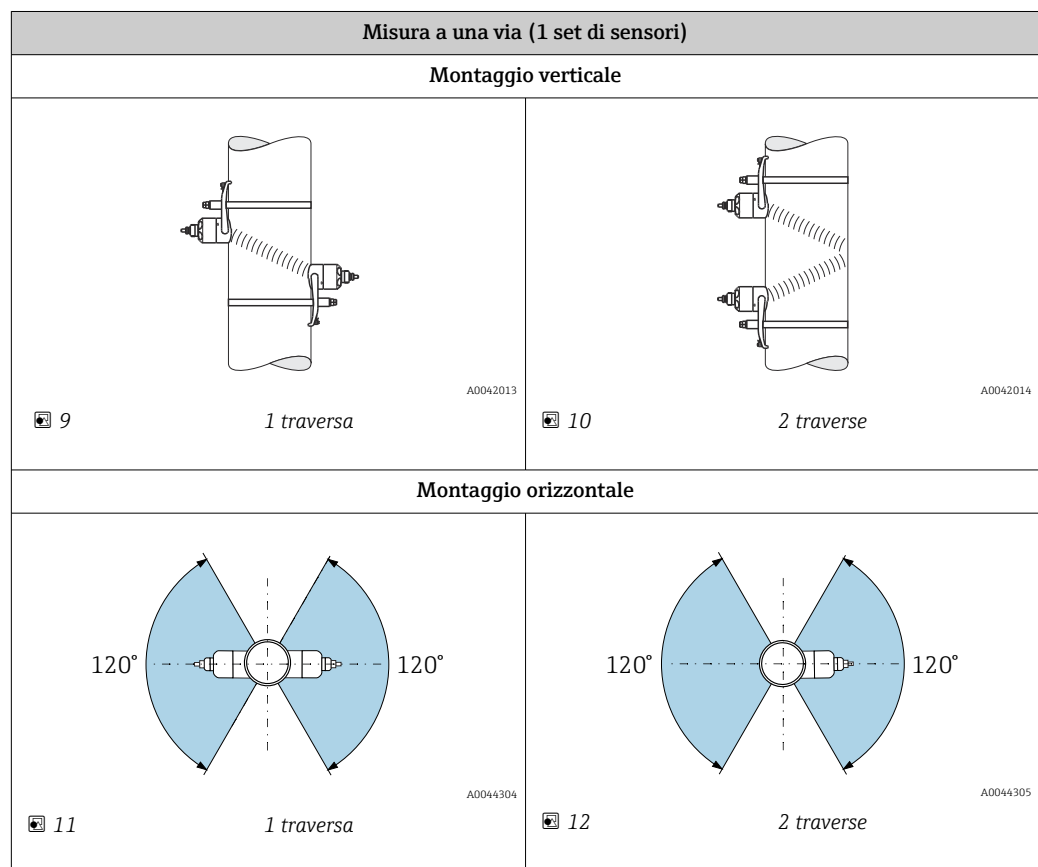 Misura a una via (1 set di sensori)
Montaggio verticale
A0042013
9 1 traversa
A0042014
10 2 traverse
Montaggio orizzontale
120° 120°
A0044304
11 1 traversa
120° 120°
A0044305
12 2 traverse